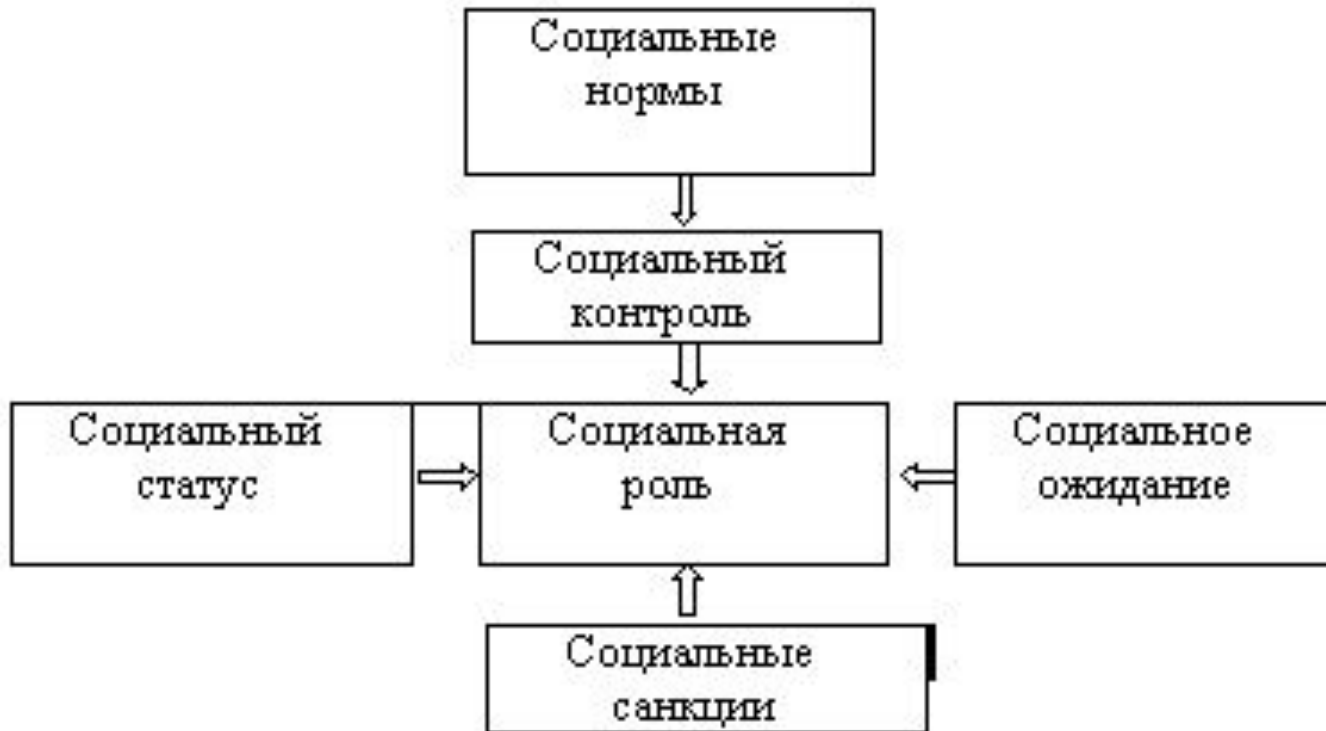 Социальные
нормы
Социальный
контроль
Социальный
статус
Социальная
роль
Социальное
ожидание
Социальные
санкции